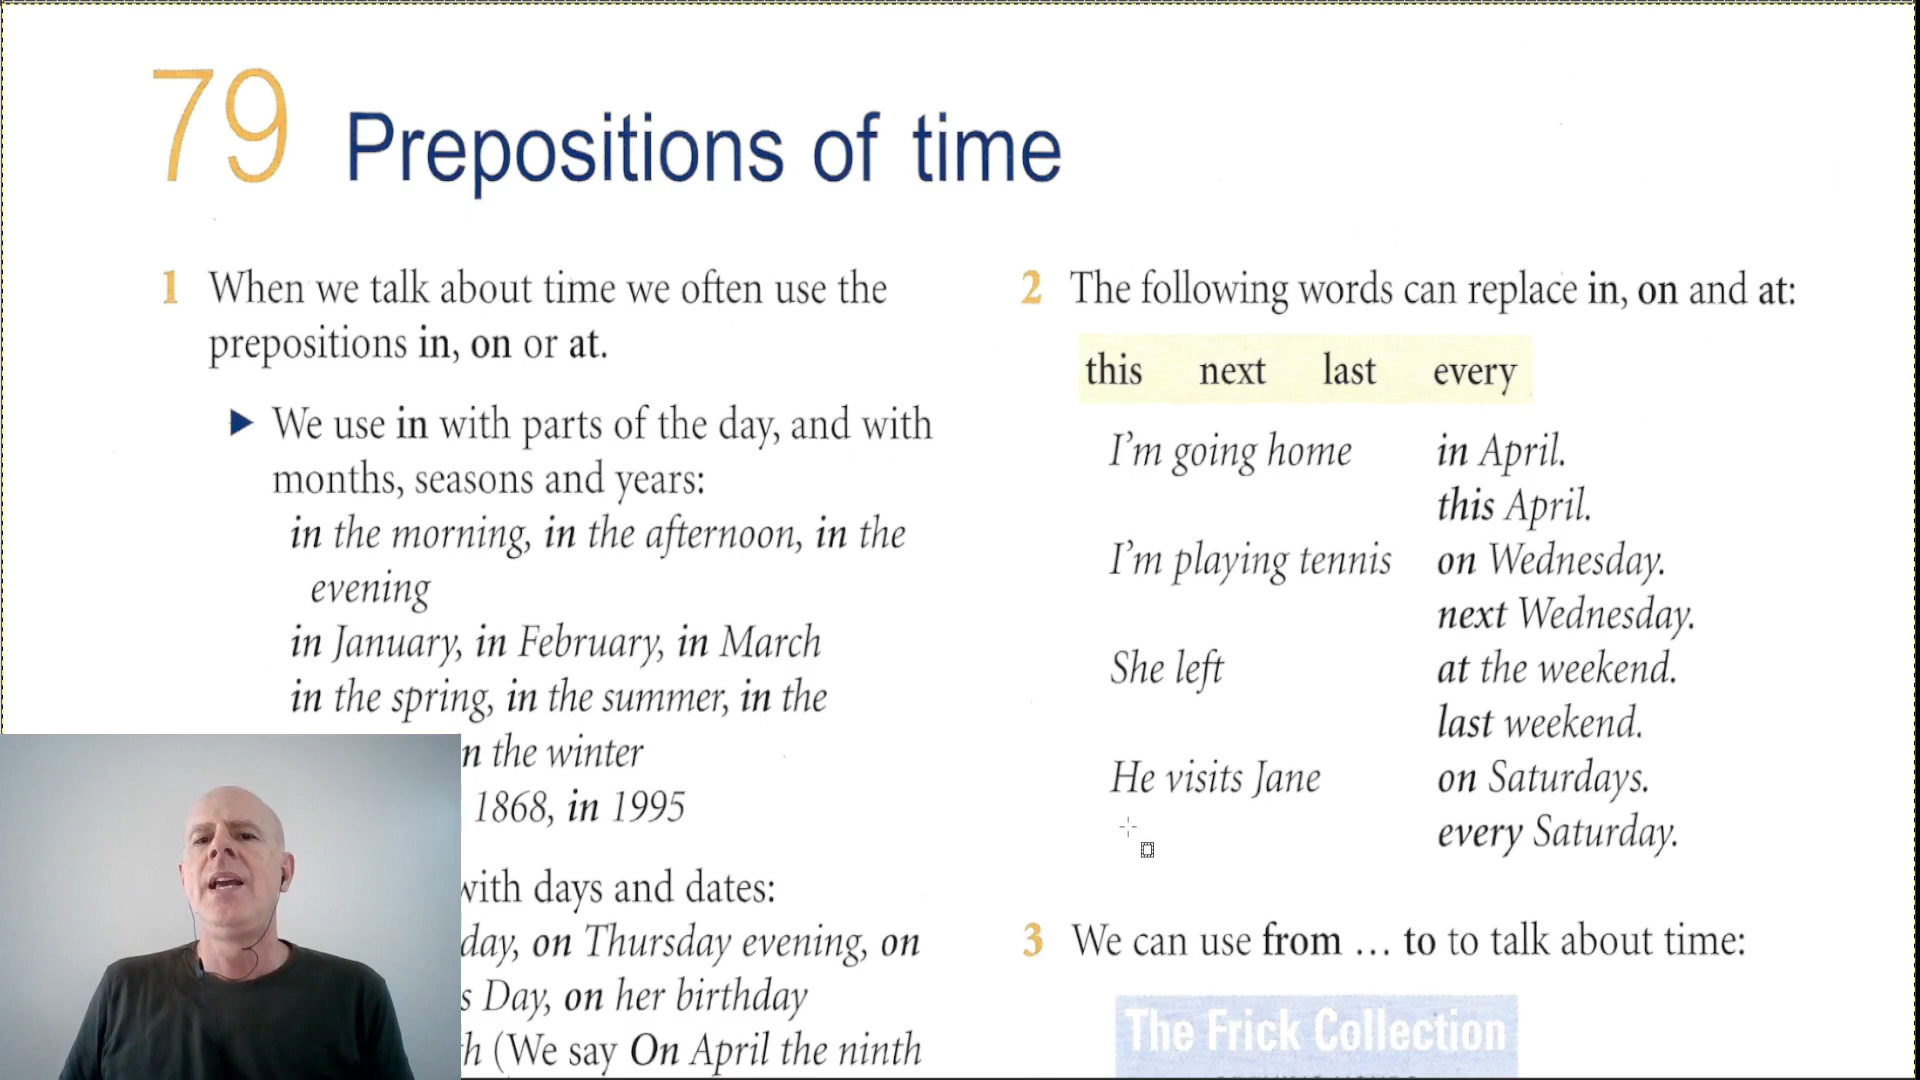 79 Prepositions of time
1 When we talk about time we often use the
prepositions in, on or at.
We use in with parts of the day, and with
months, seasons and years:
in the morning, in the afternoon, in the
evening
in January, in February, in March
in the spring, in the summer, in the
the winter
1868, in 1995
with days and dates:
on Thursday evening, on
Day, on her birthday
(We say On April the ninth
2 The following words can replace in, on and at:
this next last every
I'm going home in April.
this April.
I'm playing tennis on Wednesday.
next Wednesday.
She left at the weekend.
last weekend.
He visits Jane on Saturdays.
every Saturday.
3 We can use from … to to talk about time:
The Frick Collection